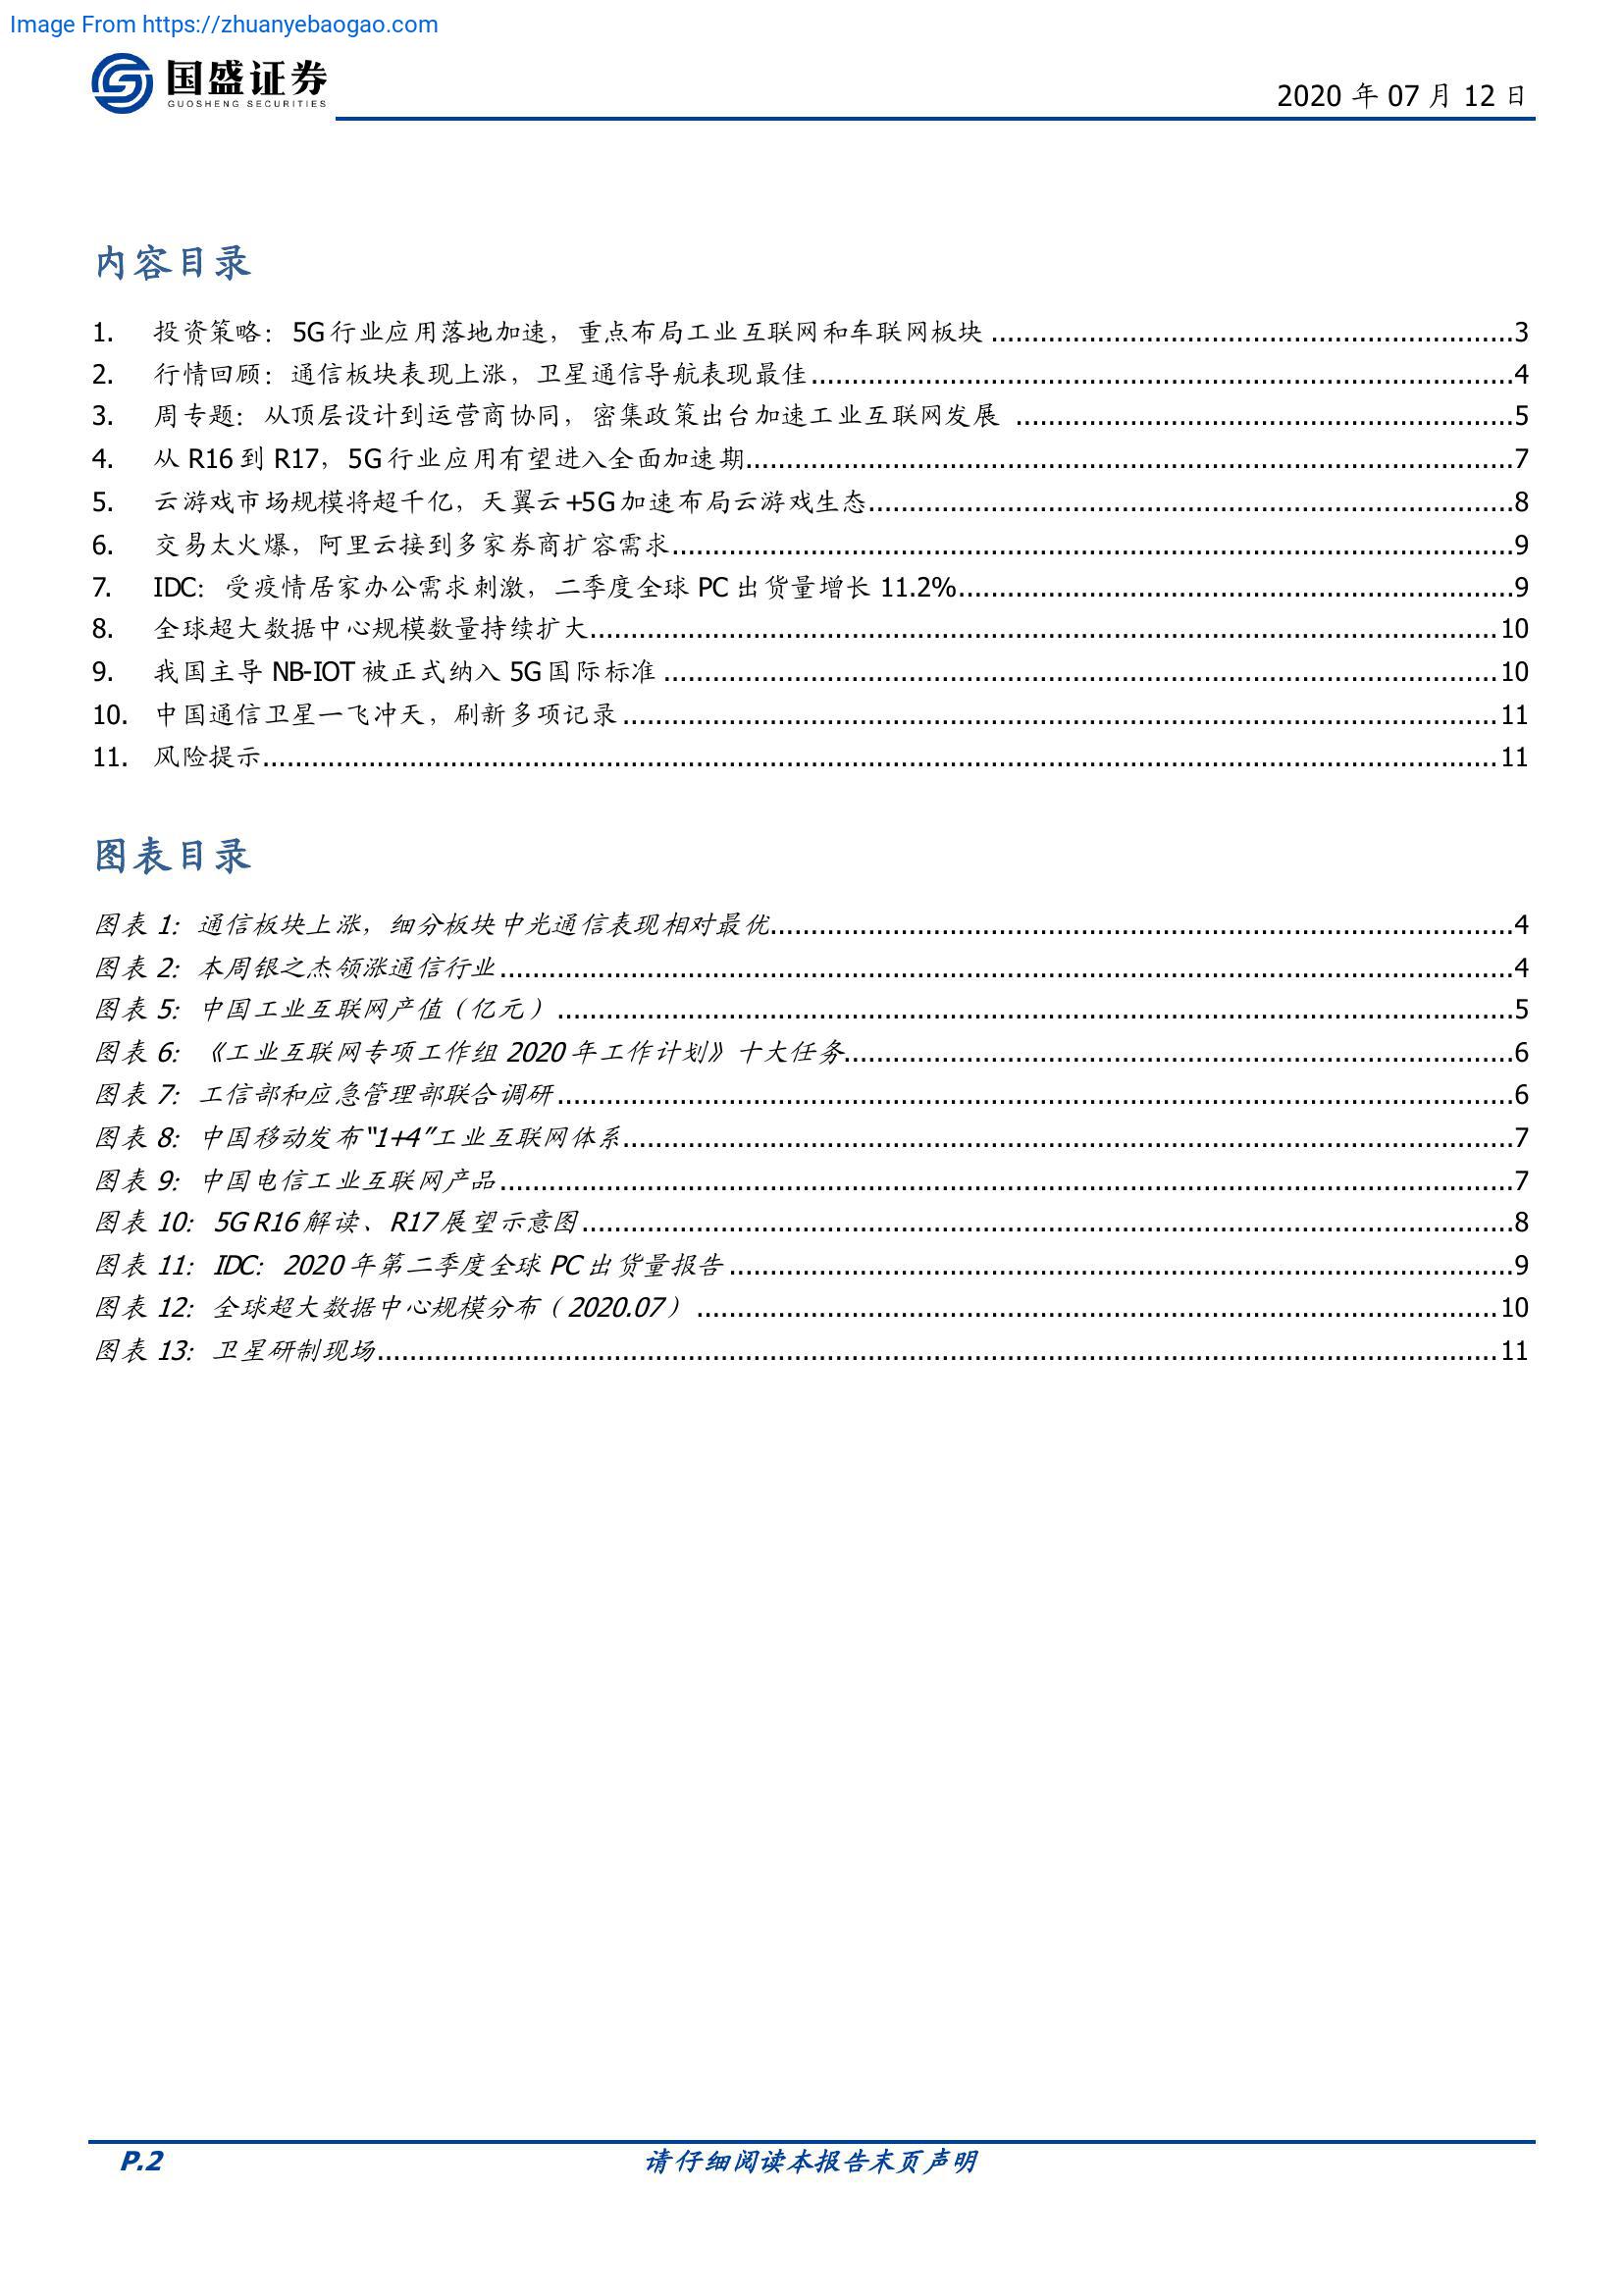 Image From https://zhuanyebaogao.com
国盛证券
GUOSHENG SECURITIES
2020 年 07 月 12 日
内容目录
1. 投资策略：5G行业应用落地加速，重点布局工业互联网和车联网板块 ................................................................3
2. 行情回顾：通信板块表现上涨，卫星通信导航表现最佳......................................................................................4
3. 周专题：从顶层设计到运营商协同，密集政策出台加速工业互联网发展 .............................................................5
4. 从 R16 到 R17，5G行业应用有望进入全面加速期..............................................................................................7
5. 云游戏市场规模将超千亿，天翼云+5G加速布局云游戏生态...............................................................................8
6. 交易太火爆，阿里云接到多家券商扩容需求.......................................................................................................9
7. IDC：受疫情居家办公需求刺激，二季度全球 PC 出货量增长 11.2%....................................................................9
8. 全球超大数据中心规模数量持续扩大...............................................................................................................10
9. 我国主导 NB-IOT 被正式纳入 5G国际标准 ......................................................................................................10
10. 中国通信卫星一飞冲天，刷新多项记录...........................................................................................................11
11. 风险提示.......................................................................................................................................................11
图表目录
图表 1：通信板块上涨，细分板块中光通信表现相对最优...........................................................................................4
图表 2：本周银之杰领涨通信行业............................................................................................................................4
图表 5：中国工业互联网产值（亿元）.....................................................................................................................5
图表 6：《工业互联网专项工作组 2020 年工作计划》十大任务..................................................................................6
图表 7：工信部和应急管理部联合调研.....................................................................................................................6
图表 8：中国移动发布“1+4”工业互联网体系.............................................................................................................7
图表 9：中国电信工业互联网产品............................................................................................................................7
图表 10：5G R16 解读、R17 展望示意图..................................................................................................................8
图表 11：IDC：2020 年第二季度全球 PC 出货量报告................................................................................................9
图表 12：全球超大数据中心规模分布（2020.07）..................................................................................................10
图表 13：卫星研制现场.........................................................................................................................................11
P.2
请仔细阅读本报告末页声明